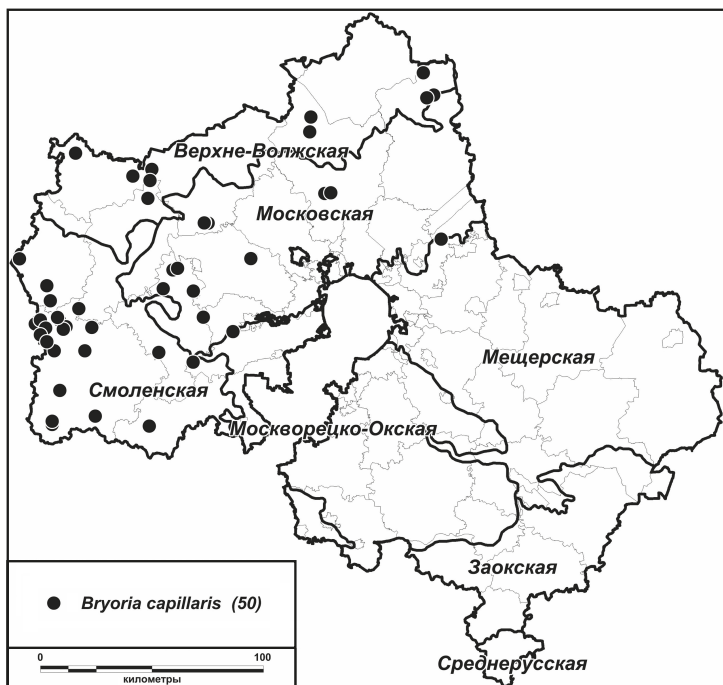 Верхне-Волжская
Московская
Мещерская
Смоленская
Москворецко-Окская
Заокская
Среднерусская
Bryoria capillaris (50)
0 100
километры